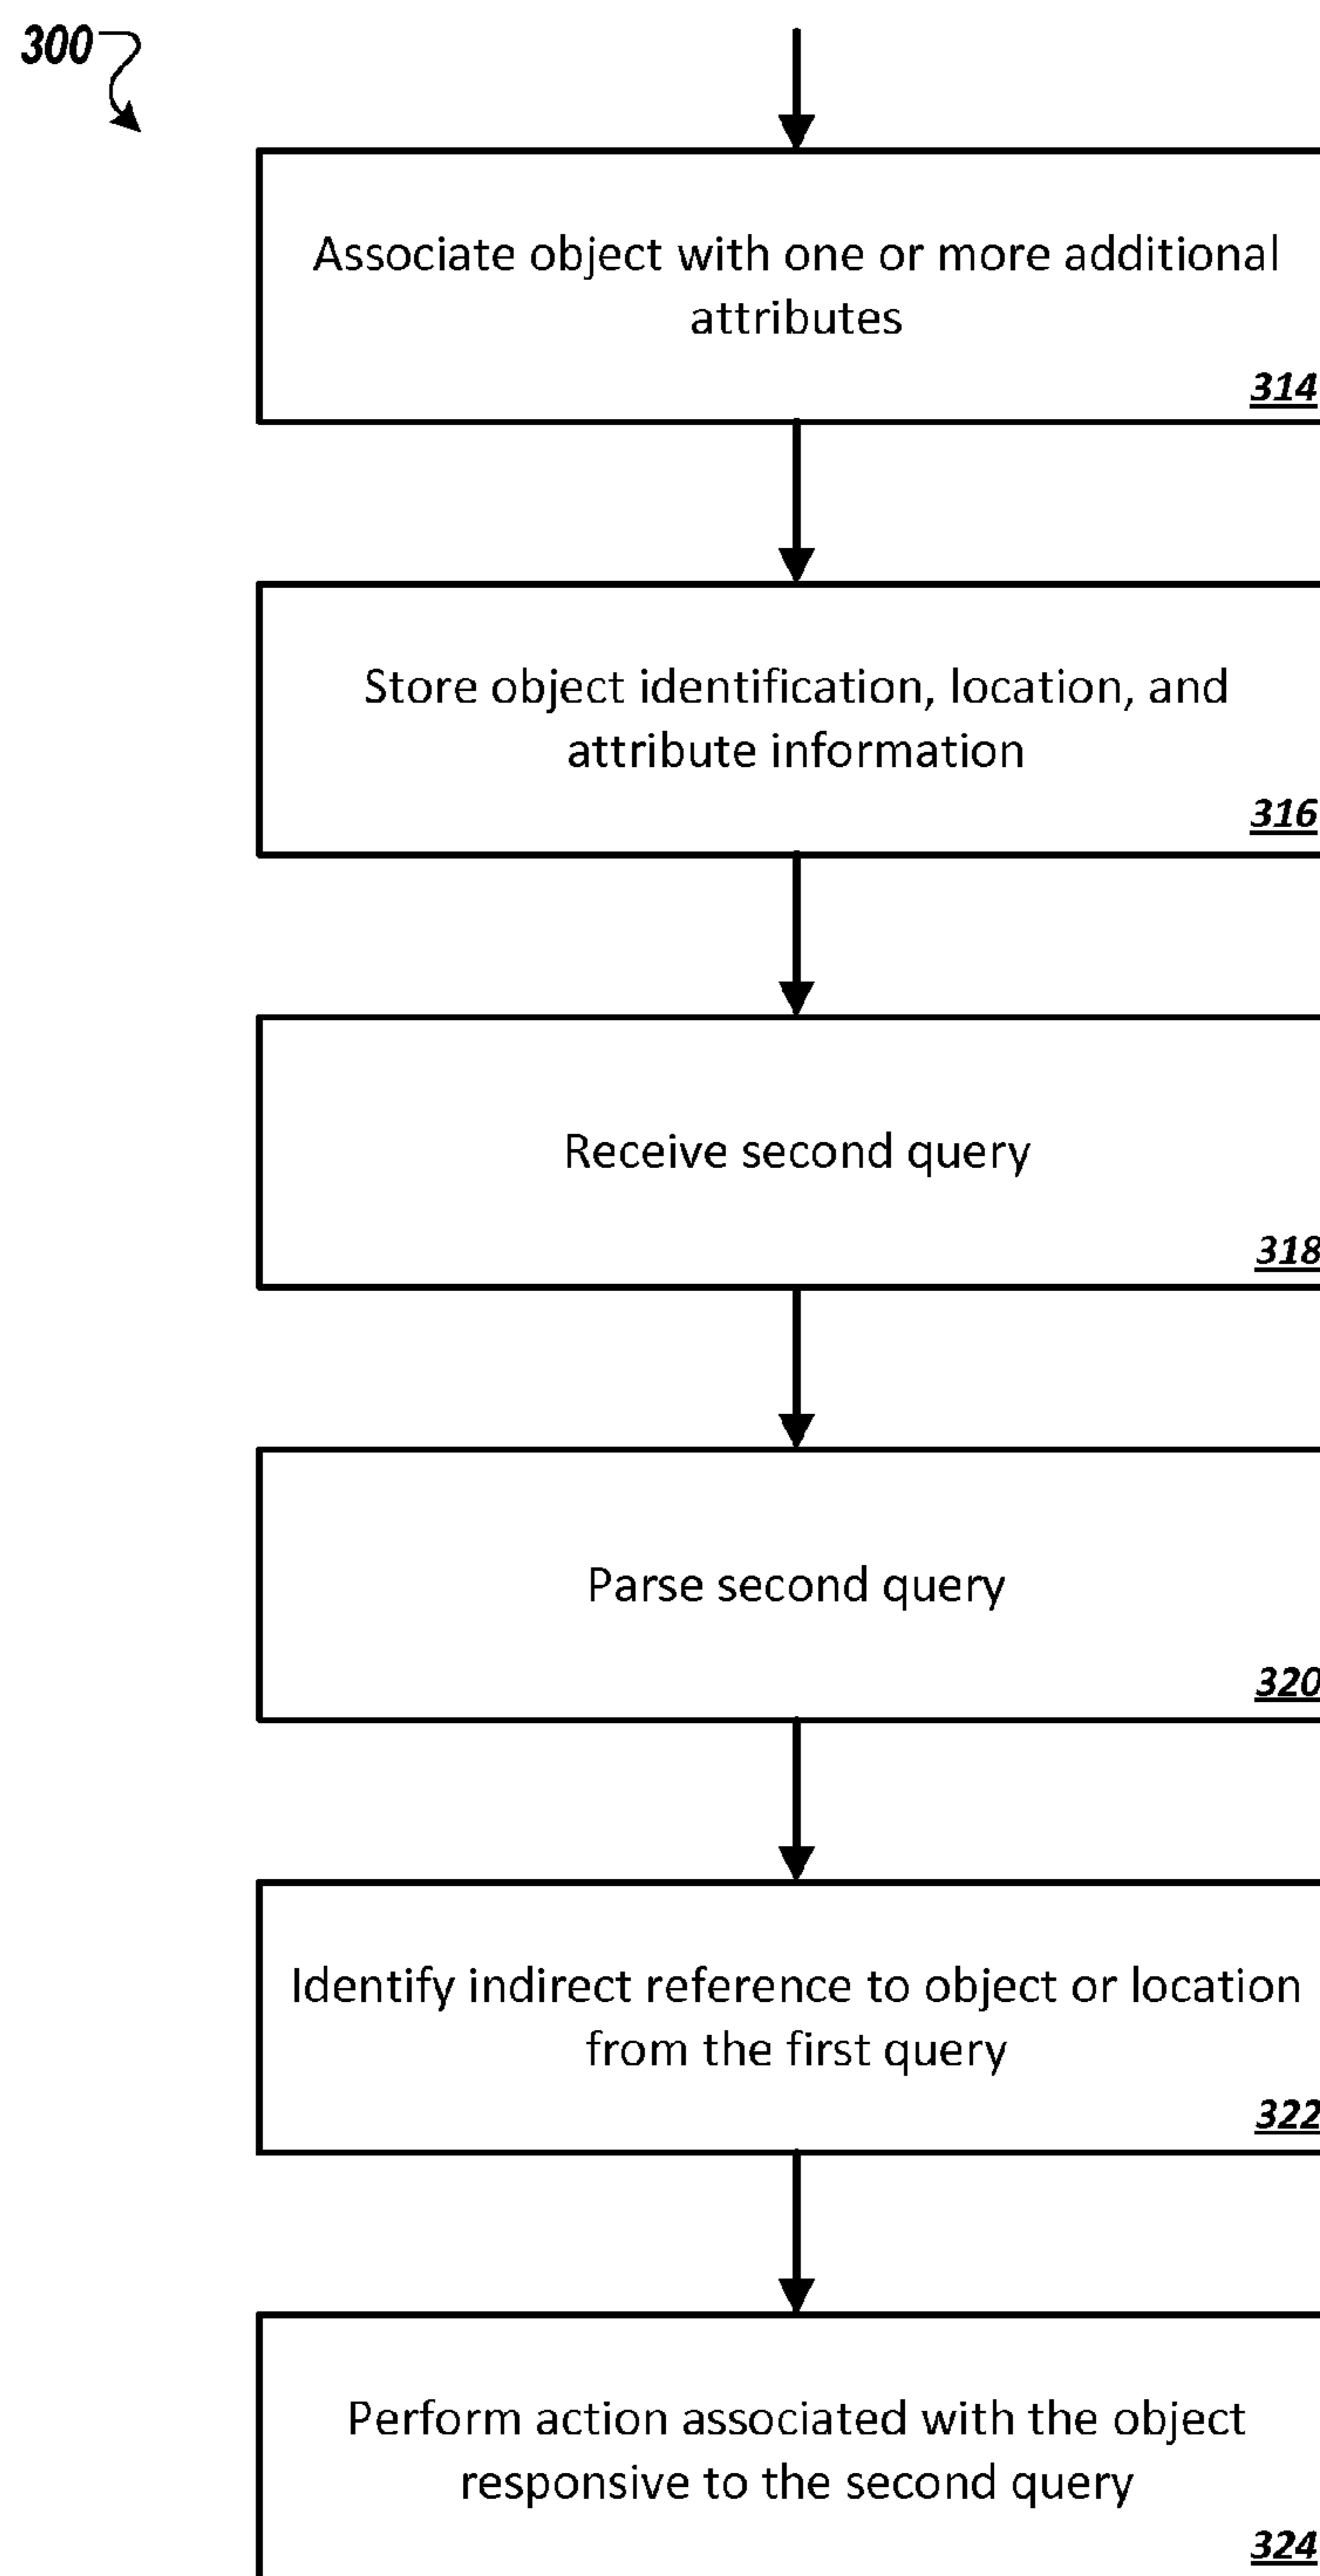 300
Associate object with one or more additional
attributes
314
Store object identification, location, and
attribute information
316
Receive second query
318
Parse second query
320
Identify indirect reference to object or location
from the first query
322
Perform action associated with the object
responsive to the second query
324